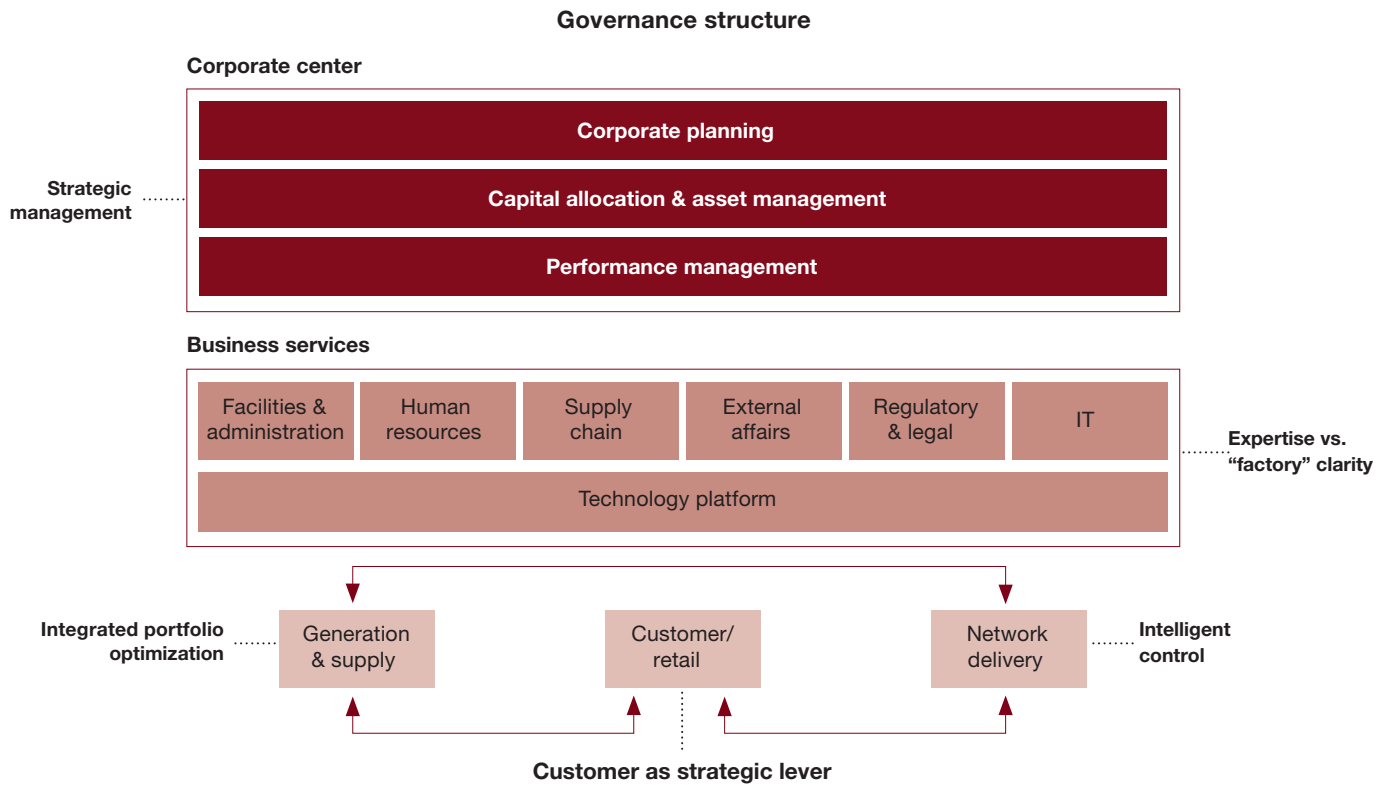 Governance structure
Corporate center
Corporate planning
Strategic
management
Capital allocation & asset management
Performance management
Business services
Facilities &
administration
Human
resources
Supply
chain
External
affairs
Regulatory
& legal
IT
Expertise vs.
“factory” clarity
Technology platform
Integrated portfolio
optimization
Generation
& supply
Customer/
retail
Network
delivery
Intelligent
control
Customer as strategic lever